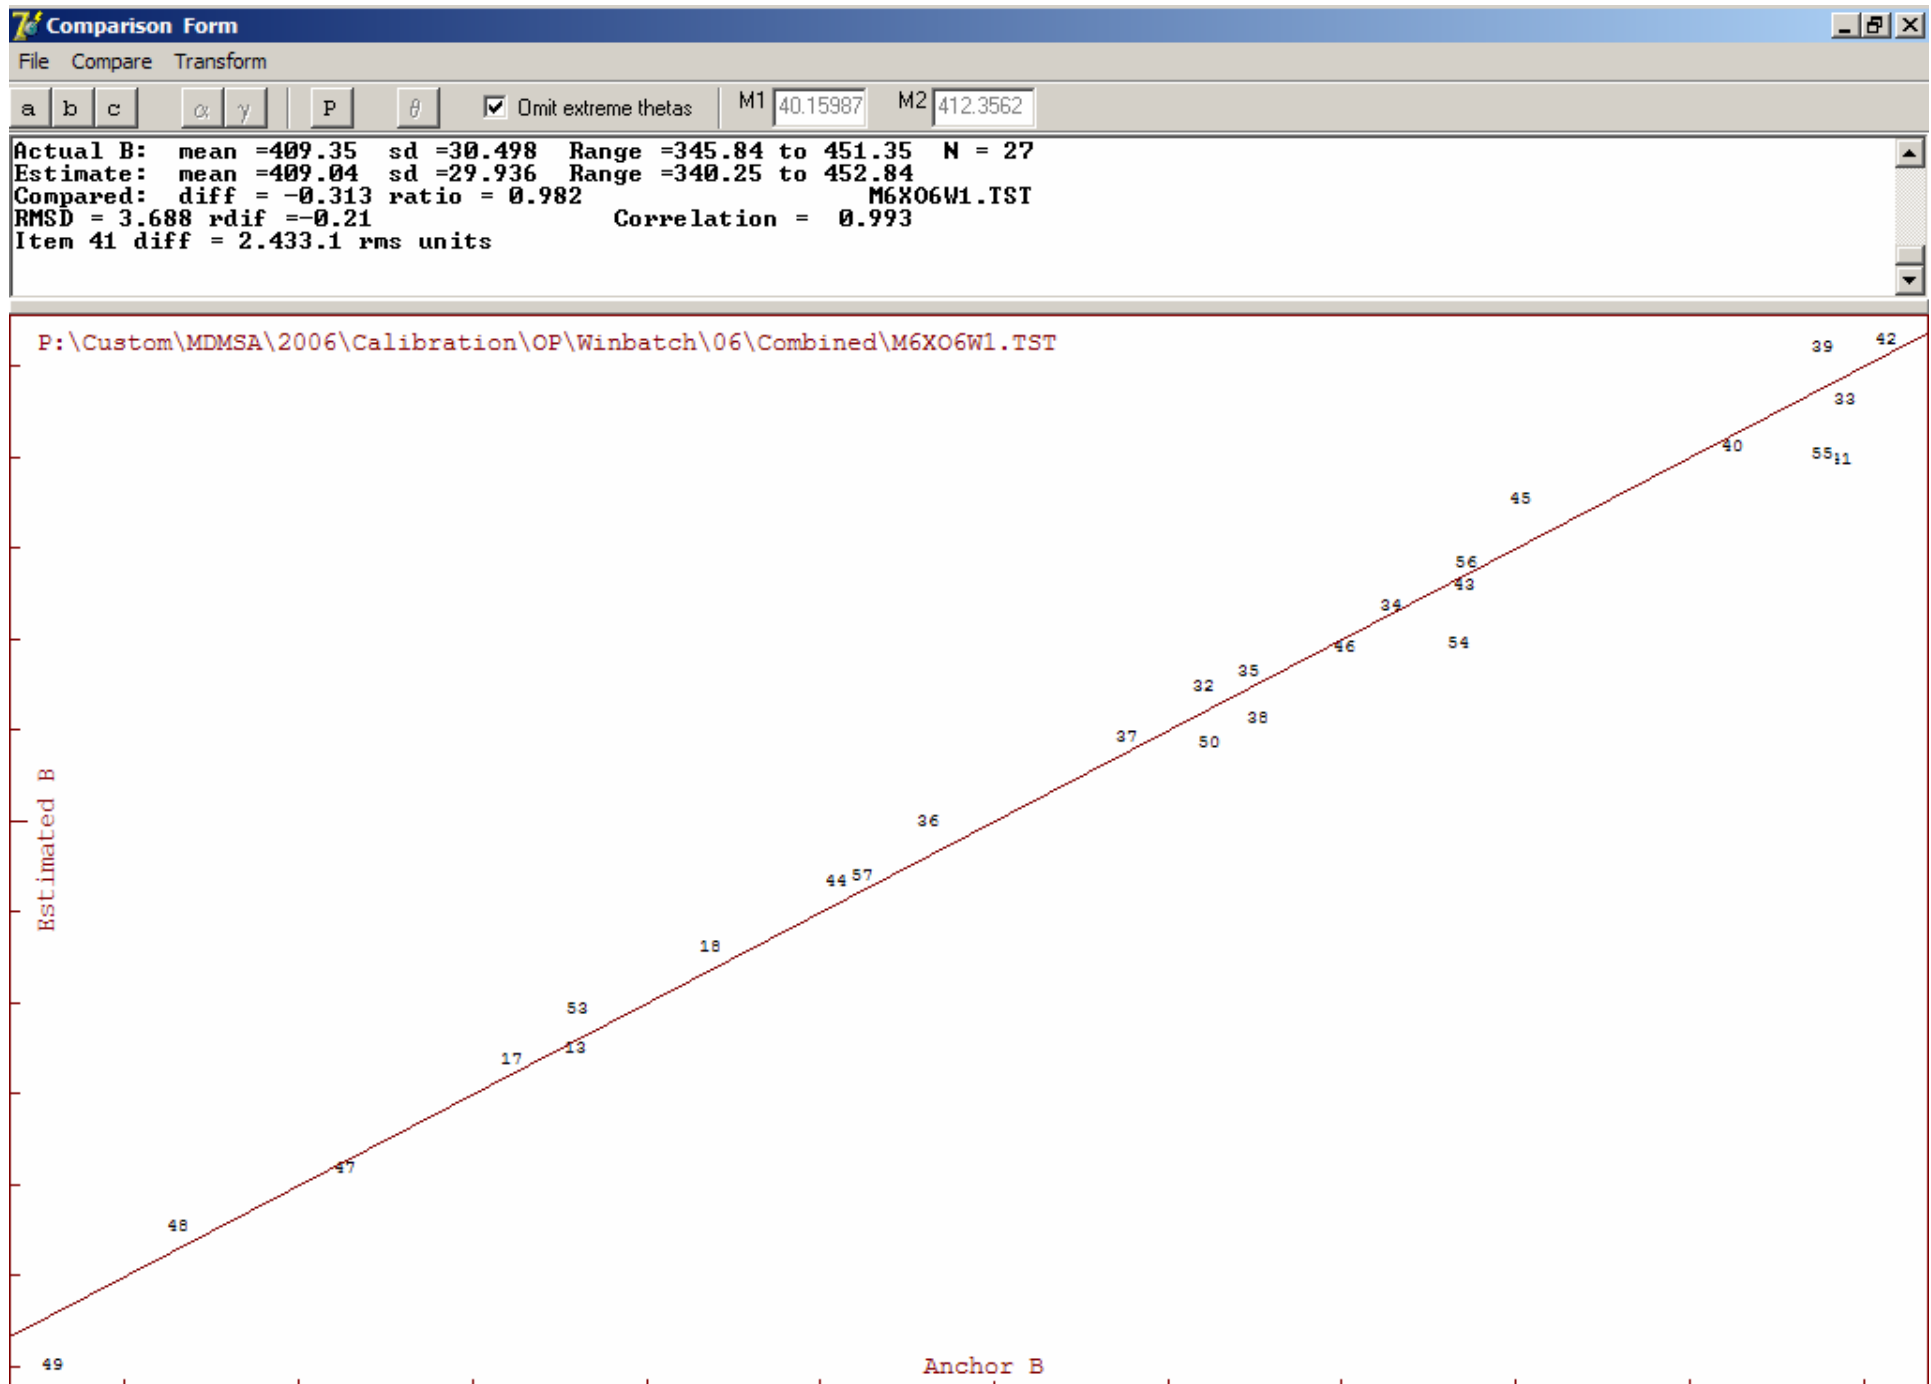 Comparison Form
File Compare Transform
a b c α γ P θ Omit extreme thetas M1 40.15987 M2 412.3562
Actual B: mean =409.35 sd =30.498 Range =345.84 to 451.35 N = 27
Estimate: mean =409.04 sd =29.936 Range =340.25 to 452.84
Compared: diff = -0.313 ratio = 0.982 M6XO6W1.TST
RMSD = 3.688 rdif =-0.21 Correlation = 0.993
Item 41 diff = 2.433.1 rms units
P:\Custom\MDMSA\2006\Calibration\OP\Winbatch\06\Combined\M6XO6W1.TST
42
39
33
40
55
45
56
43
34
54
46
35
32
38
37
50
36
57
44
18
53
13
17
47
48
49
Estimated B
Anchor B